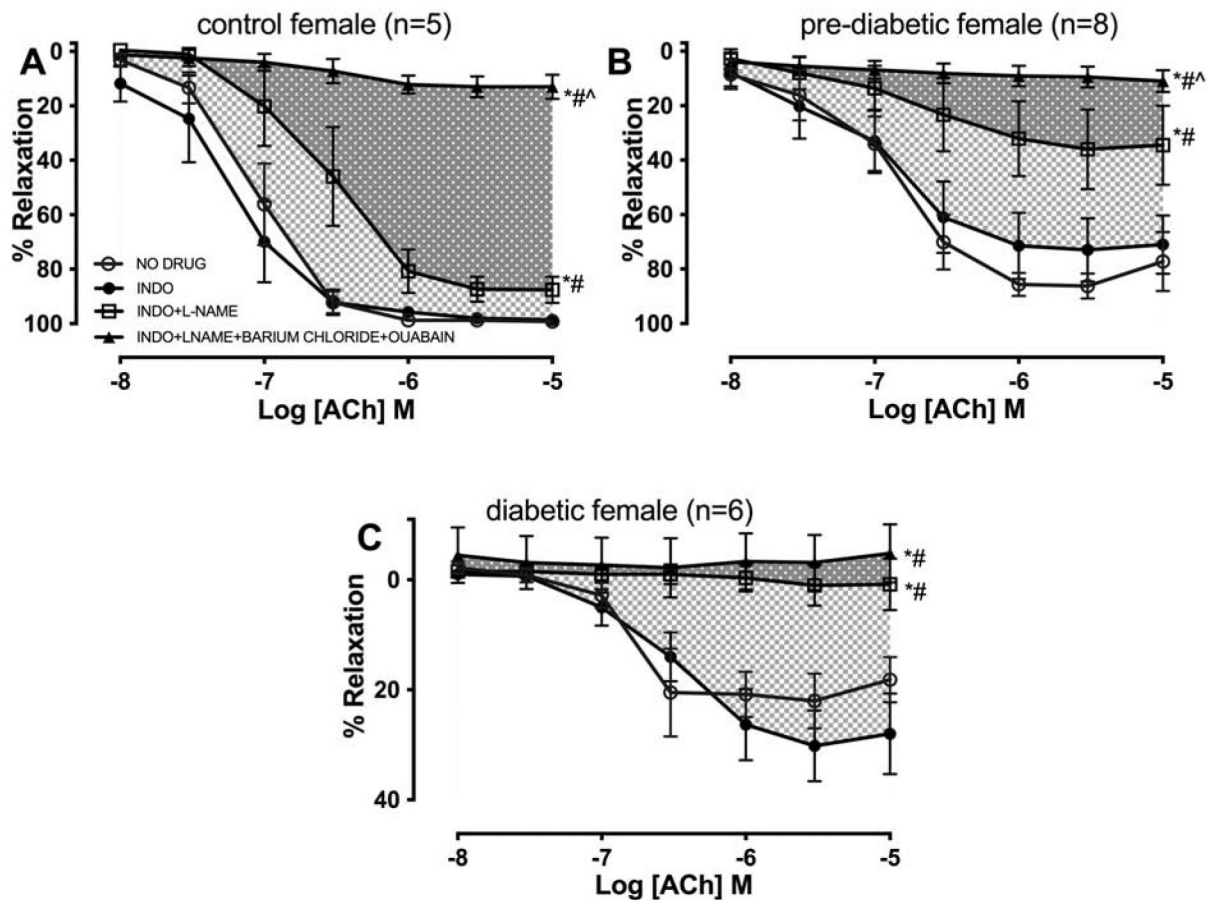 control female (n=5)
A
0
20
40
60
80
100
% Relaxation
NO DRUG
INDO
INDO+L-NAME
INDO+LNAME+BARIUM CHLORIDE+OUABAIN
*#^
*#
-8
-7
-6
-5
Log [ACh] M
pre-diabetic female (n=8)
B
0
20
40
60
80
100
% Relaxation
*#^
*#
-8
-7
-6
-5
Log [ACh] M
diabetic female (n=6)
C
0
20
40
% Relaxation
*#
*#
-8
-7
-6
-5
Log [ACh] M